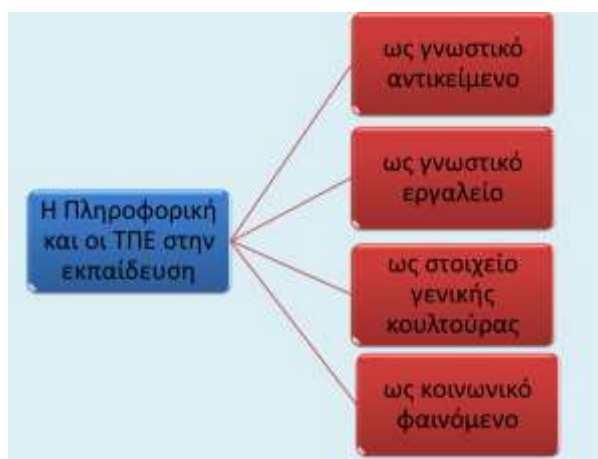 Η Πληροφορική
και οι ΤΠΕ στην
εκπαίδευση
ως γνωστικό
αντικείμενο
ως γνωστικό
εργαλείο
ως στοιχείο
γενικής
κουλτούρας
ως κοινωνικό
φαινόμενο